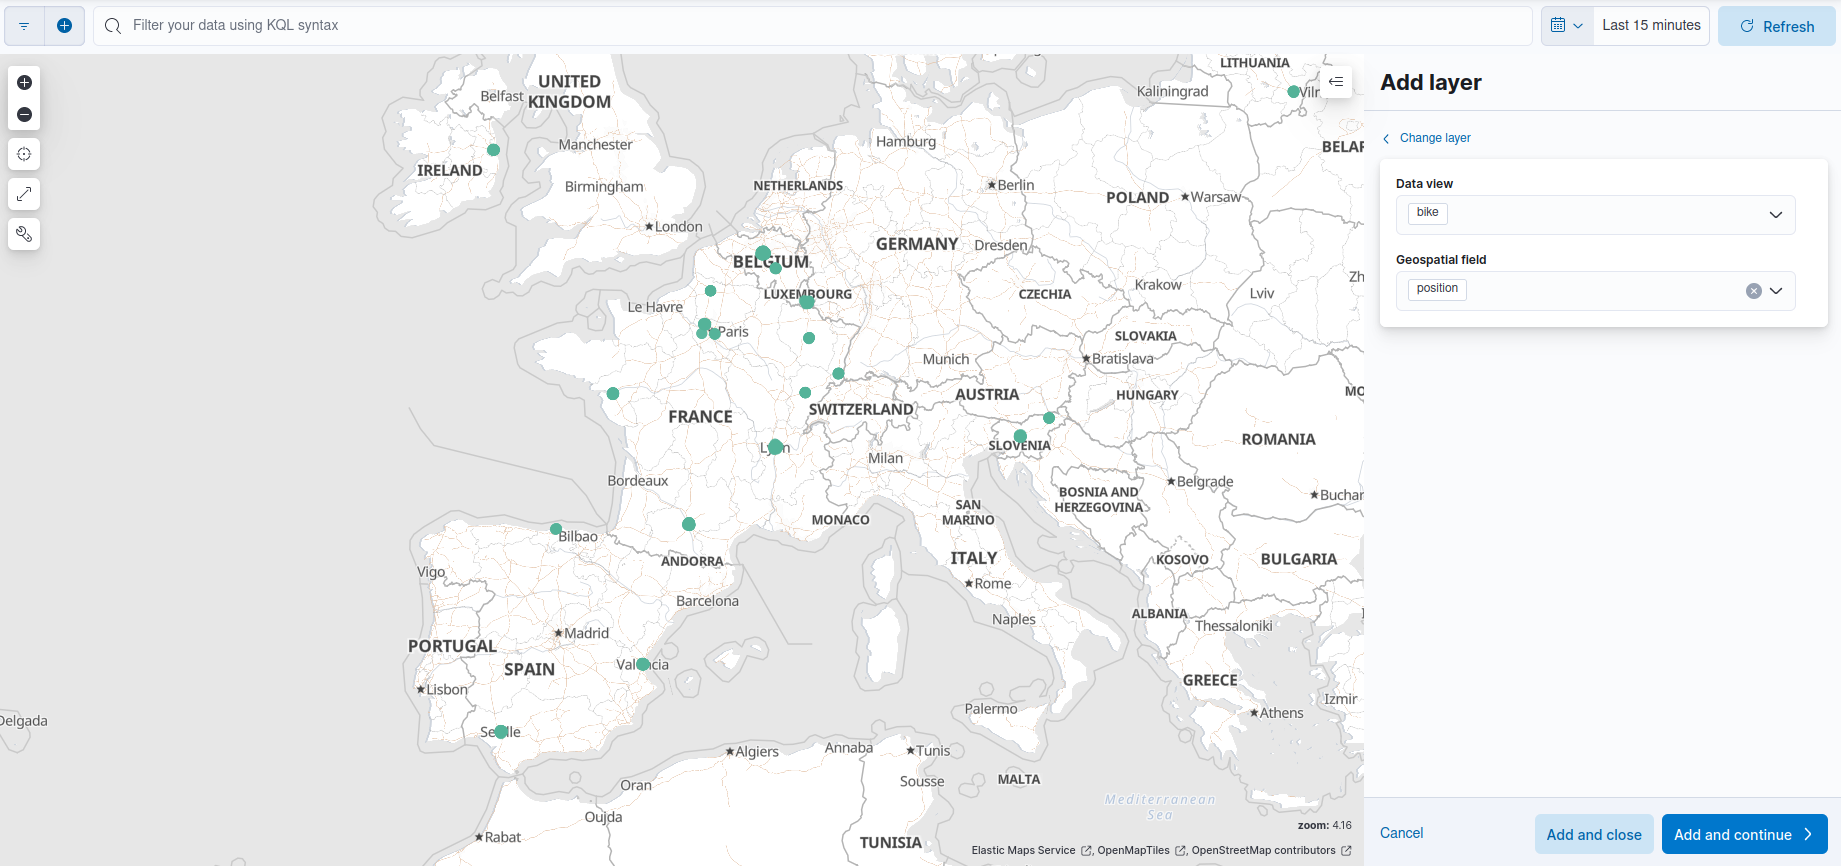 Filter your data using KQL syntax
Last 15 minutes
Refresh
Add layer
Change layer
Data view
bike
Geospatial field
position
Cancel
Add and close
Add and continue
LITHUANIA
UNITED
KINGDOM
Belfast
Kaliningrad
Viln
Manchester
Hamburg
BELAR
IRELAND
Birmingham
NETHERLANDS
Berlin
POLAND
Warsaw
London
GERMANY
Dresden
BELGIUM
Zh
Krakow
Lviv
LUXEMBOURG
CZECHIA
Le Havre
Paris
SLOVAKIA
Munich
Bratislava
AUSTRIA
HUNGARY
MO
FRANCE
SWITZERLAND
ROMANIA
SLOVENIA
Milan
Bordeaux
Belgrade
BOSNIA AND
HERZEGOVINA
Buchar
SAN
MARINO
MONACO
Bilbao
ANDORRA
ITALY
KOSOVO
BULGARIA
Vigo
Rome
Barcelona
ALBANIA
Naples
Thessaloniki
Madrid
PORTUGAL
SPAIN
GREECE
Lisbon
Izmir
Palermo
Athens
Delgada
Algiers
Annaba
Tunis
Sousse
MALTA
Oran
Mediterranean
Sea
Oujda
Rabat
TUNISIA
zoom: 4.16
Elastic Maps Service , OpenMapTiles , OpenStreetMap contributors